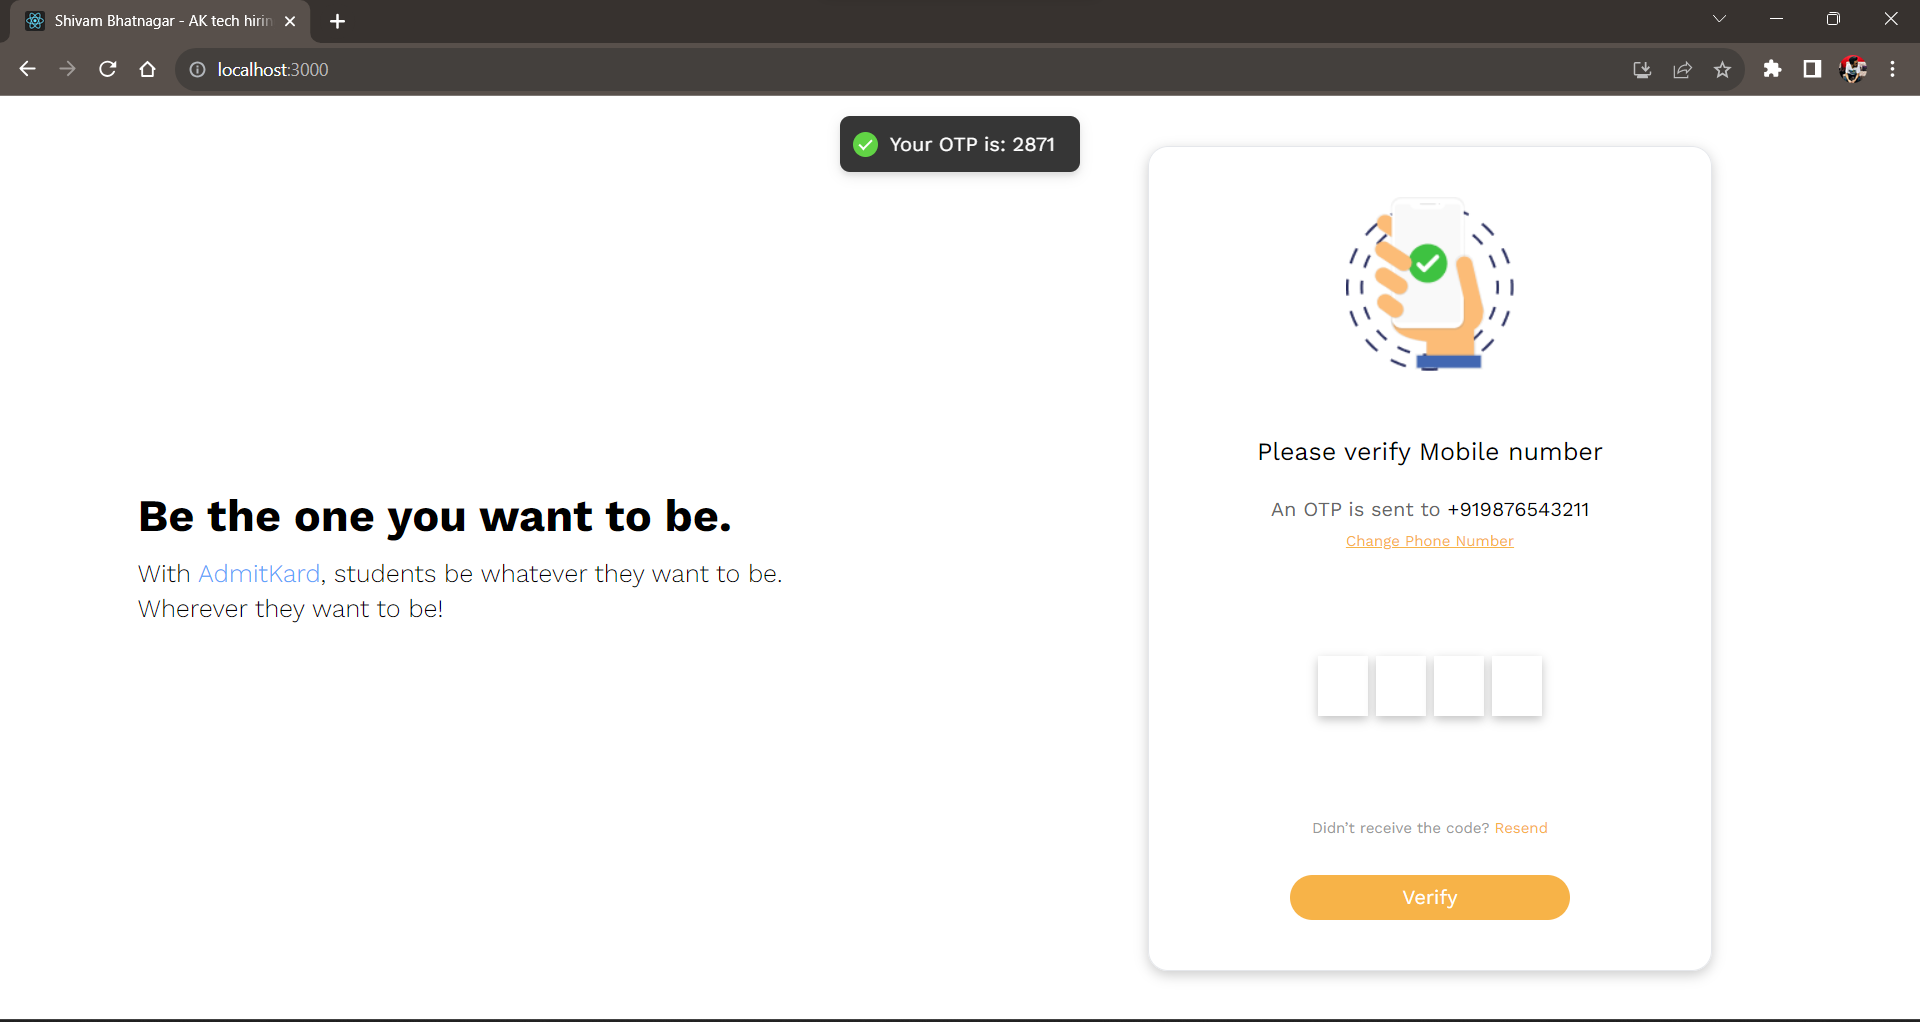 Shivam Bhatnagar - AK tech hirin
localhost:3000
Your OTP is: 2871
Be the one you want to be.
With AdmitKard, students be whatever they want to be.
Wherever they want to be!
Please verify Mobile number
An OTP is sent to +919876543211
Change Phone Number
Didn’t receive the code? Resend
Verify